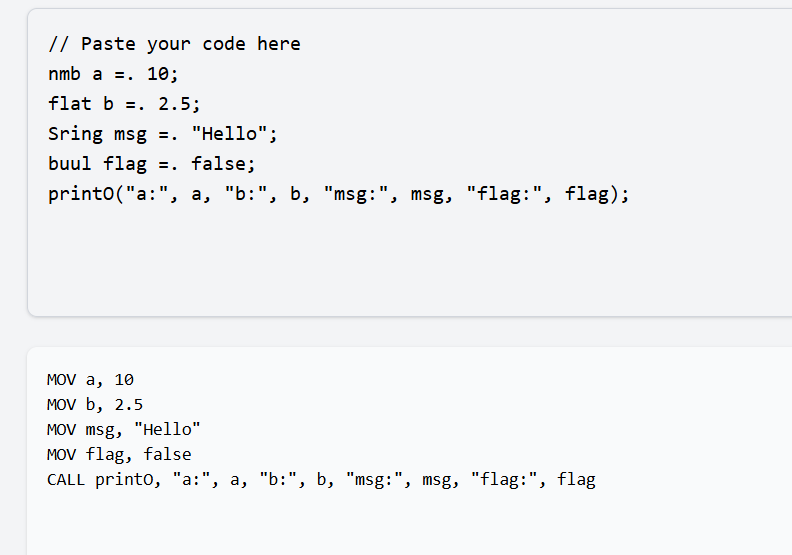 // Paste your code here
nmb a =. 10;
flat b =. 2.5;
Sring msg =. "Hello";
buul flag =. false;
printO("a:", a, "b:", b, "msg:", msg, "flag:", flag);
MOV a, 10
MOV b, 2.5
MOV msg, "Hello"
MOV flag, false
CALL printO, "a:", a, "b:", b, "msg:", msg, "flag:", flag